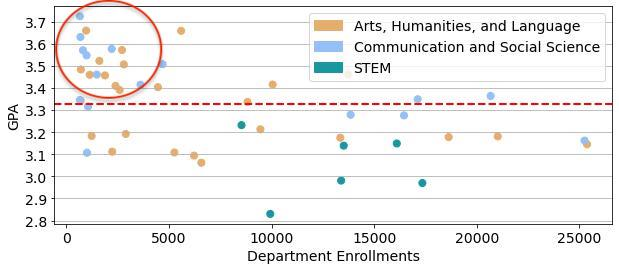 3.7
3.6
3.5
3.4
3.3
3.2
3.1
3.0
2.9
2.8
GPA
Arts, Humanities, and Language
Communication and Social Science
STEM
0 5000 10000 15000 20000 25000
Department Enrollments